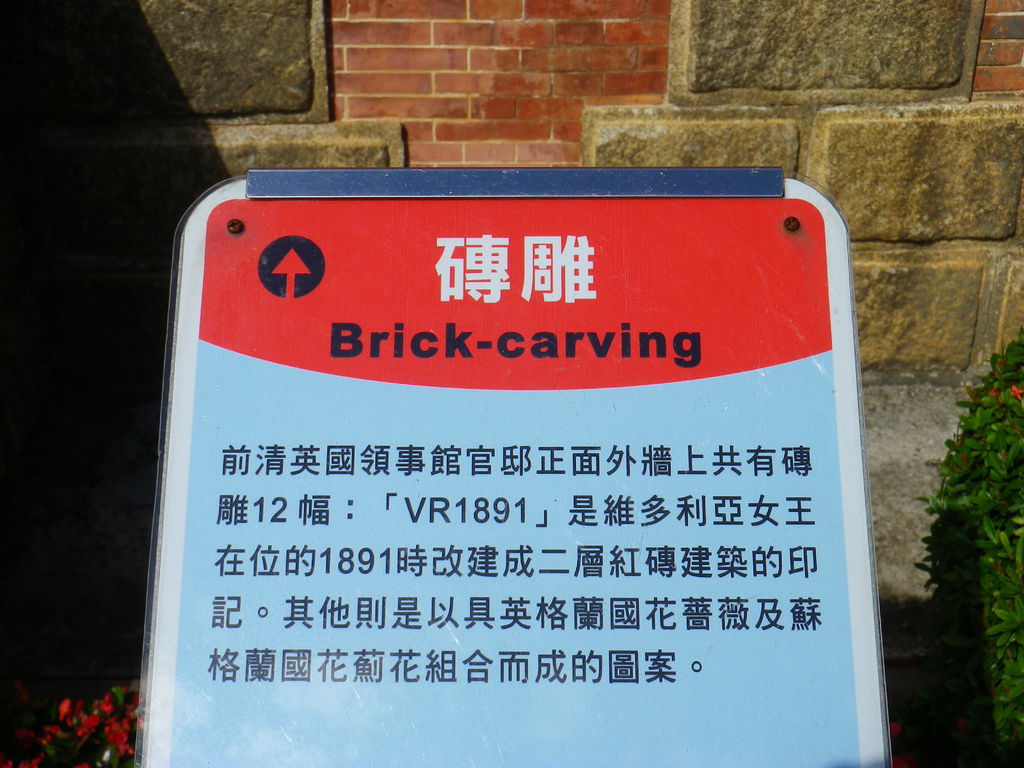 磚雕
Brick-carving
前清英國領事館官邸正面外牆上共有磚
雕12幅：「VR1891」是維多利亞女王
在位的1891時改建成二層紅磚建築的印
記。其他則是以具英格蘭國花薔薇及蘇
格蘭國花薊花組合而成的圖案。